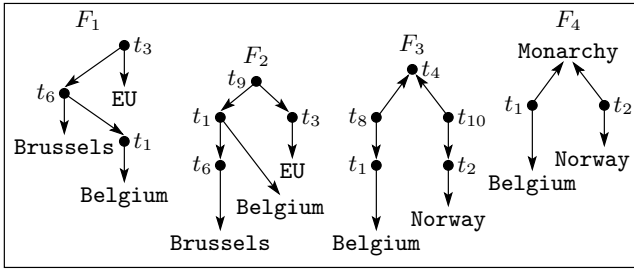 F1
t3
t6
EU
Brussels
t1
Belgium
F2
t9
t1
t3
t6
EU
Belgium
Brussels
F3
t4
t8
t10
t1
t2
Norway
Belgium
F4
Monarchy
t1
t2
Norway
Belgium